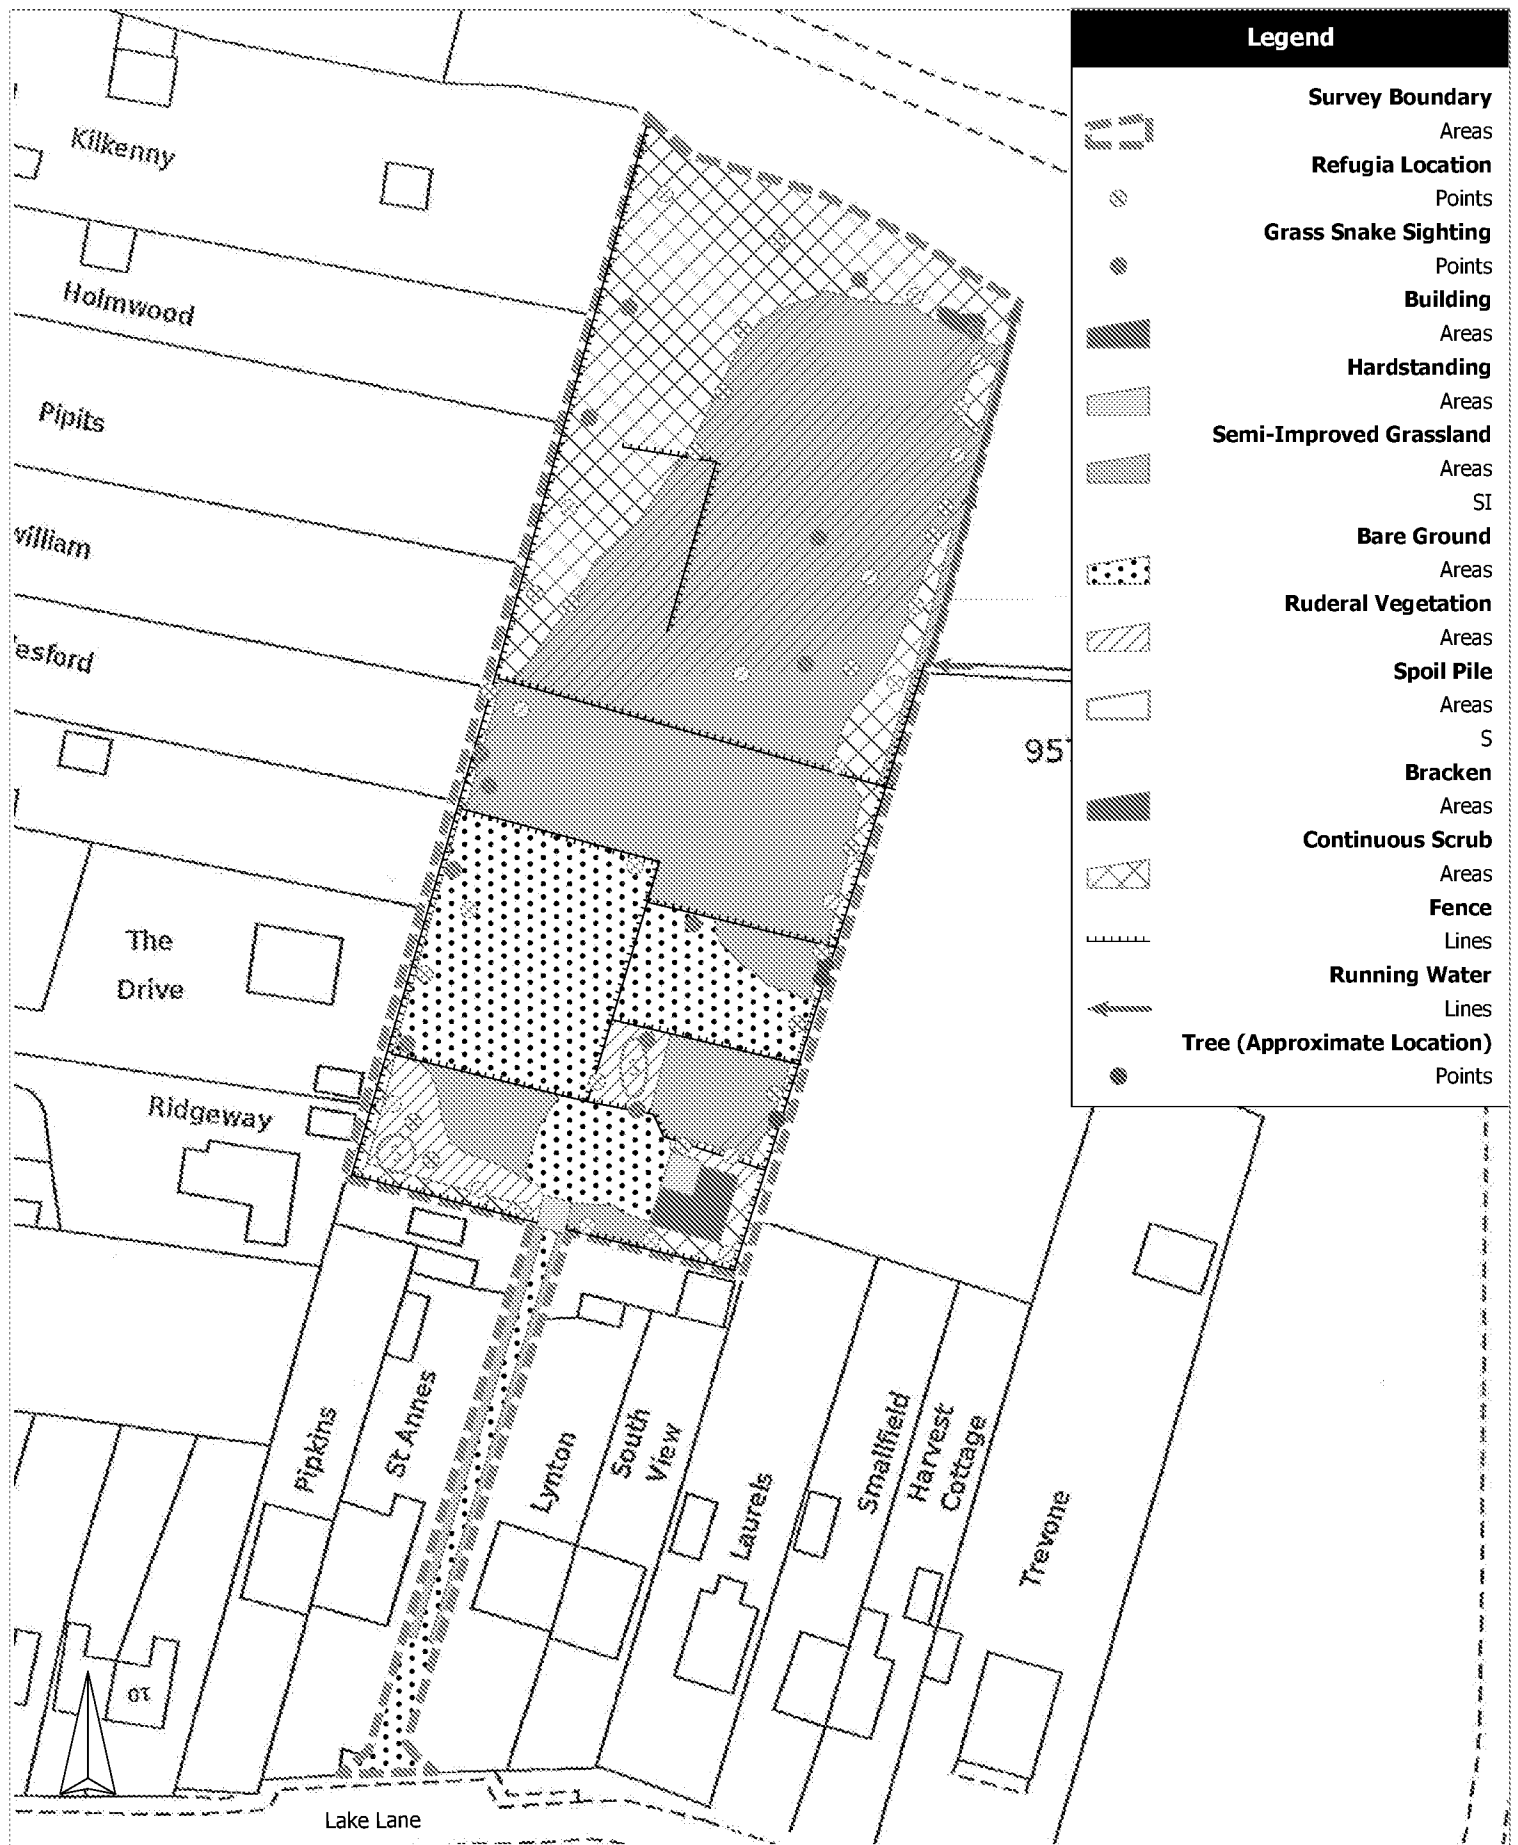 Legend
Survey Boundary
Areas
Refugia Location
Points
Grass Snake Sighting
Points
Building
Areas
Hardstanding
Areas
Semi-Improved Grassland
Areas
SI
Bare Ground
Areas
Ruderal Vegetation
Areas
Spoil Pile
Areas
S
Bracken
Areas
Continuous Scrub
Areas
Fence
Lines
Running Water
Lines
Tree (Approximate Location)
Points
Kilkenny
Holmwood
Pipits
william
esford
95
The
Drive
Ridgeway
Pipkins
St Annes
Lynton
South
View
Laurels
Smallfield
Harvest
Cottage
Trevone
10
Lake Lane